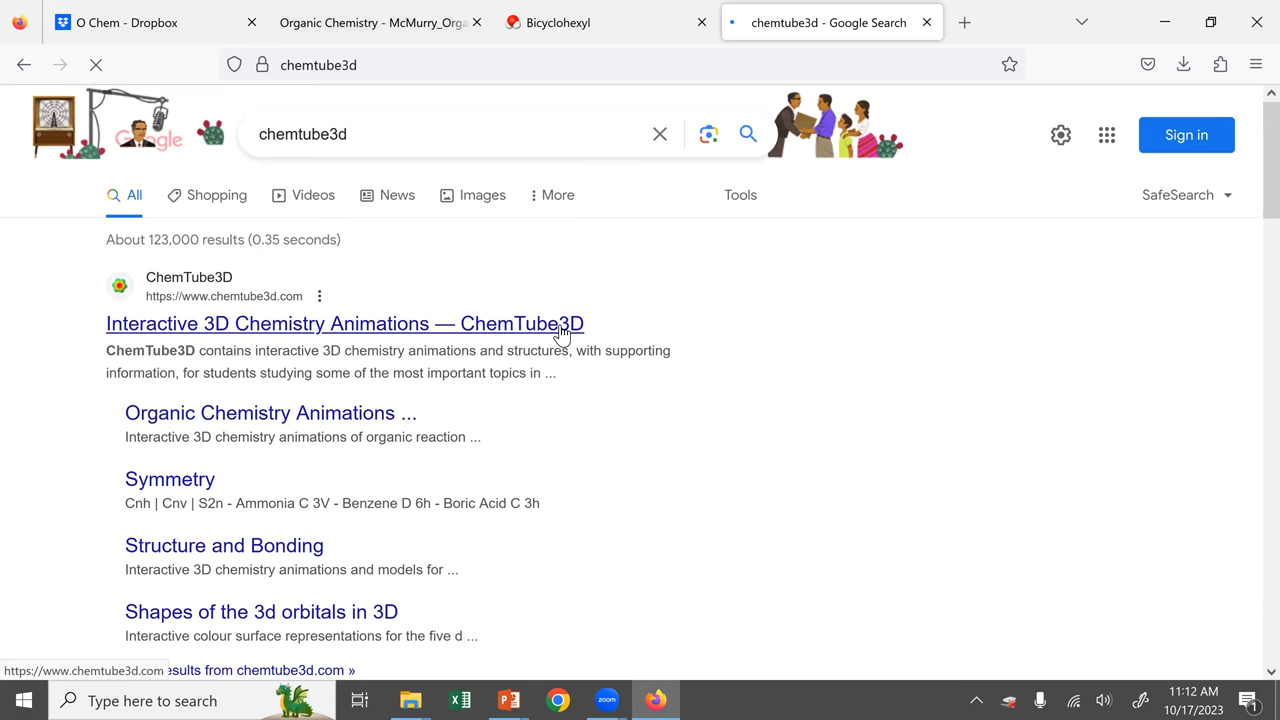 O Chem - Dropbox
Organic Chemistry - McMurry_Orga
Bicyclohexyl
chemtube3d - Google Search
chemtube3d
Google
chemtube3d
Sign in
All
Shopping
Videos
News
Images
More
Tools
SafeSearch
About 123,000 results (0.35 seconds)
ChemTube3D
https://www.chemtube3d.com
Interactive 3D Chemistry Animations — ChemTube3D
ChemTube3D contains interactive 3D chemistry animations and structures, with supporting
information, for students studying some of the most important topics in ...
Organic Chemistry Animations ...
Interactive 3D chemistry animations of organic reaction ...
Symmetry
Cnh | Cnv | S2n - Ammonia C 3V - Benzene D 6h - Boric Acid C 3h
Structure and Bonding
Interactive 3D chemistry animations and models for ...
Shapes of the 3d orbitals in 3D
Interactive colour surface representations for the five d ...
https://www.chemtube3d.com
esults from chemtube3d.com »
Type here to search
zoom
11:12 AM
10/17/2023
1